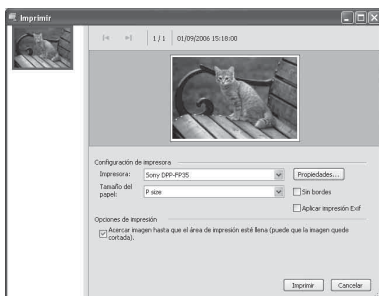 Imprimir
1 / 1 01/09/2006 15:18:00
Configuración de impresora
Impresora: Sony DPP-FP35 Propiedades...
Tamaño del papel: P size Sin bordes
Aplicar impresión Exif
Opciones de impresión
Acercar imagen hasta que el área de impresión esté llena (puede que la imagen quede
cortada).
Imprimir Cancelar